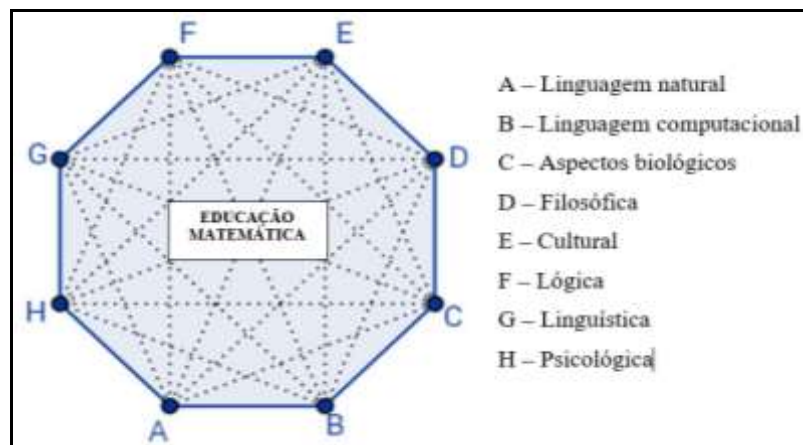 F
E
G
D
EDUCAÇÃO
MATEMÁTICA
H
C
A
B
A – Linguagem natural
B – Linguagem computacional
C – Aspectos biológicos
D – Filosófica
E – Cultural
F – Lógica
G – Linguística
H – Psicológica